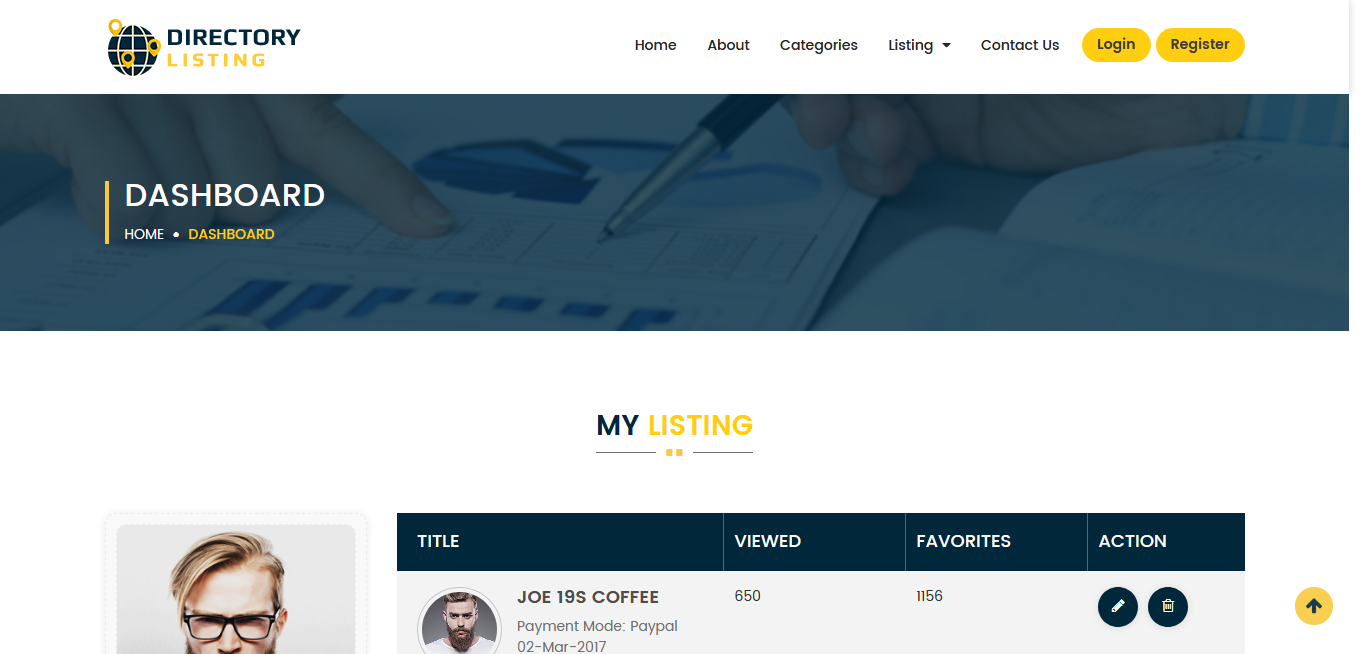 DIRECTORY
LISTING
Home About Categories Listing Contact Us Login Register
DASHBOARD
HOME • DASHBOARD
MY LISTING
TITLE VIEWED FAVORITES ACTION
JOE 19S COFFEE 650 1156
Payment Mode: Paypal
02-Mar-2017